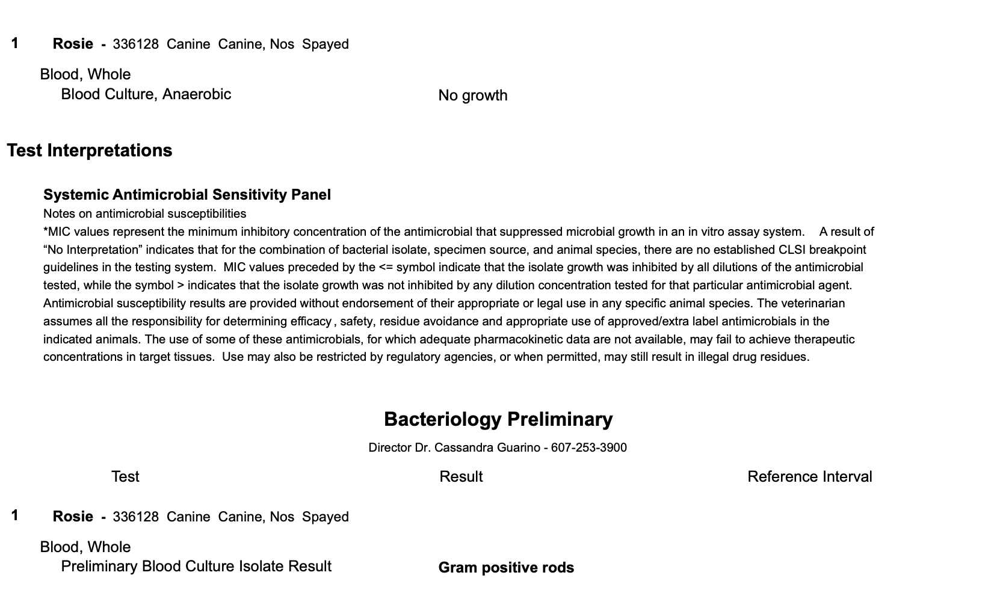 1 Rosie - 336128 Canine Canine, Nos Spayed
Blood, Whole
Blood Culture, Anaerobic No growth
Test Interpretations
Systemic Antimicrobial Sensitivity Panel
Notes on antimicrobial susceptibilities
*MIC values represent the minimum inhibitory concentration of the antimicrobial that suppressed microbial growth in an in vitro assay system. A result of
“No Interpretation” indicates that for the combination of bacterial isolate, specimen source, and animal species, there are no established CLSI breakpoint
guidelines in the testing system. MIC values preceded by the <= symbol indicate that the isolate growth was inhibited by all dilutions of the antimicrobial
tested, while the symbol > indicates that the isolate growth was not inhibited by any dilution concentration tested for that particular antimicrobial agent.
Antimicrobial susceptibility results are provided without endorsement of their appropriate or legal use in any specific animal species. The veterinarian
assumes all the responsibility for determining efficacy, safety, residue avoidance and appropriate use of approved/extra label antimicrobials in the
indicated animals. The use of some of these antimicrobials, for which adequate pharmacokinetic data are not available, may fail to achieve therapeutic
concentrations in target tissues. Use may also be restricted by regulatory agencies, or when permitted, may still result in illegal drug residues.
Bacteriology Preliminary
Director Dr. Cassandra Guarino - 607-253-3900
Test Result Reference Interval
1 Rosie - 336128 Canine Canine, Nos Spayed
Blood, Whole
Preliminary Blood Culture Isolate Result Gram positive rods